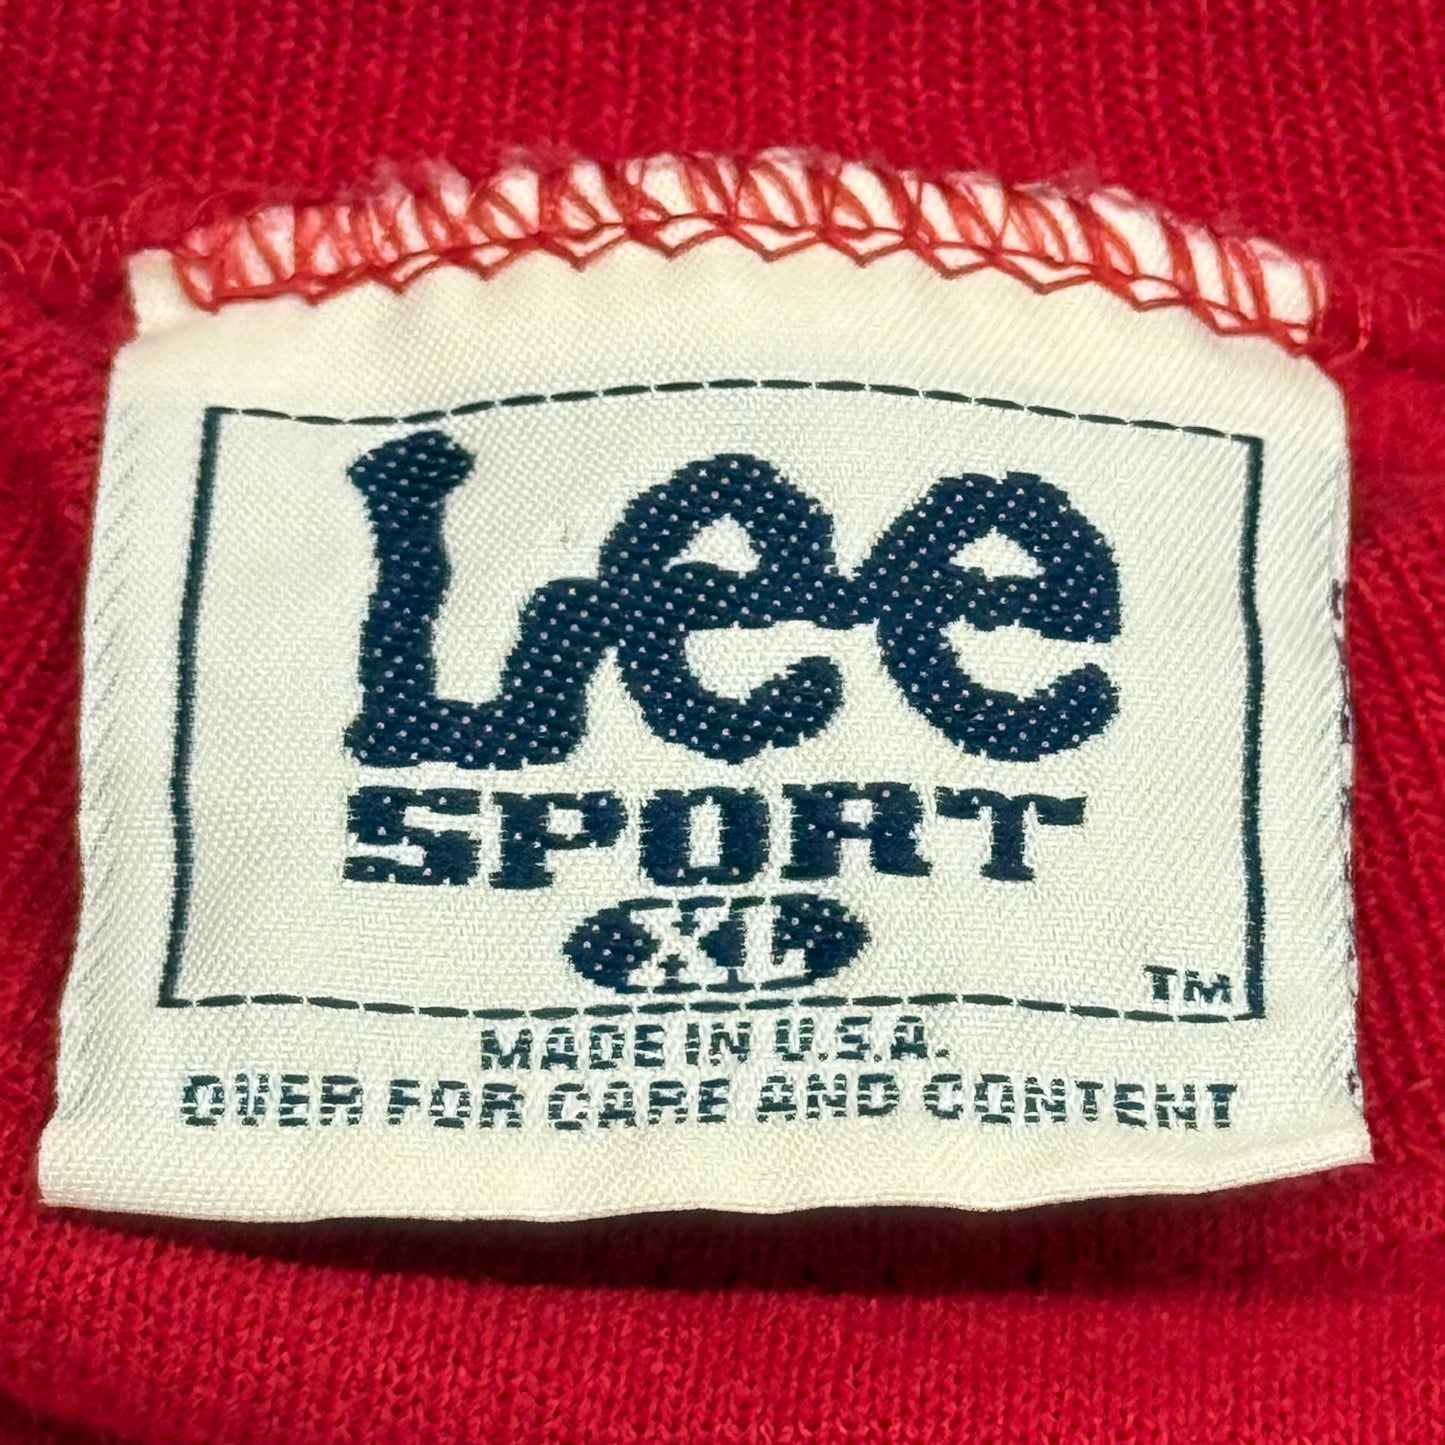 Lee
SPORT
XL
TM
MADE IN U.S.A.
OVER FOR CARE AND CONTENT